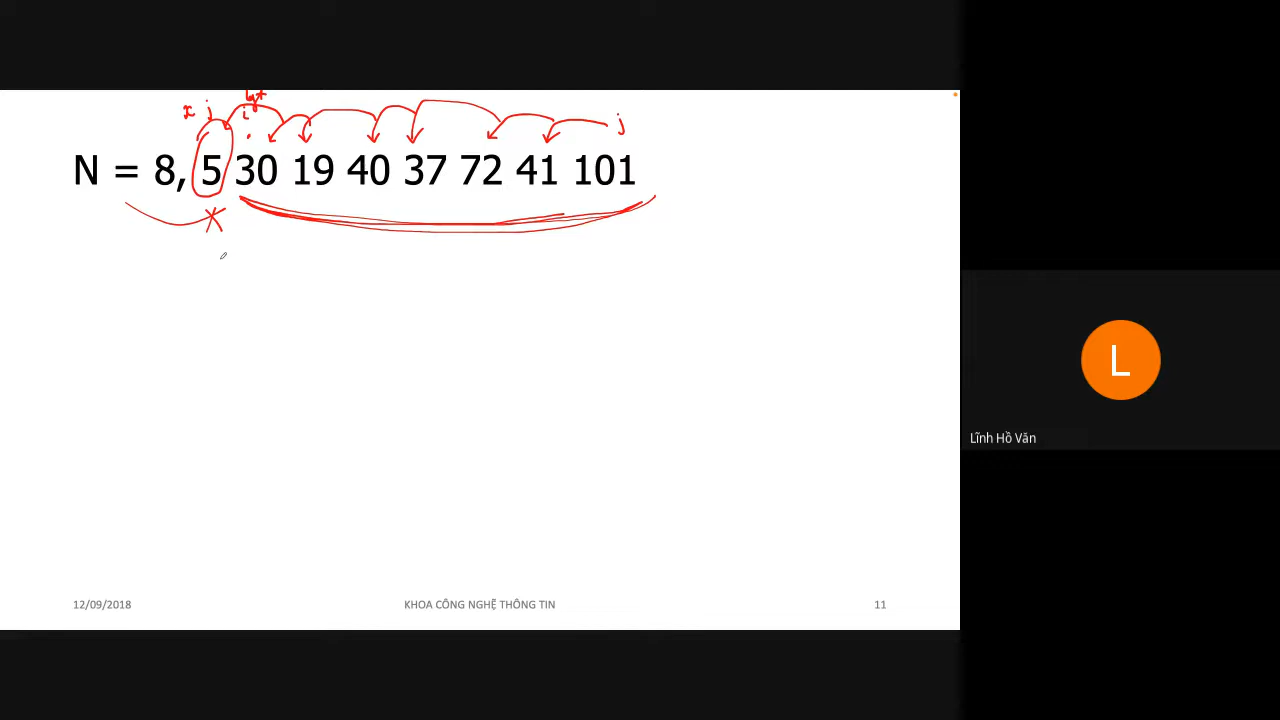 left
x j i j
N = 8, 5 30 19 40 37 72 41 101
L
Lĩnh Hồ Văn
12/09/2018 KHOA CÔNG NGHỆ THÔNG TIN 11